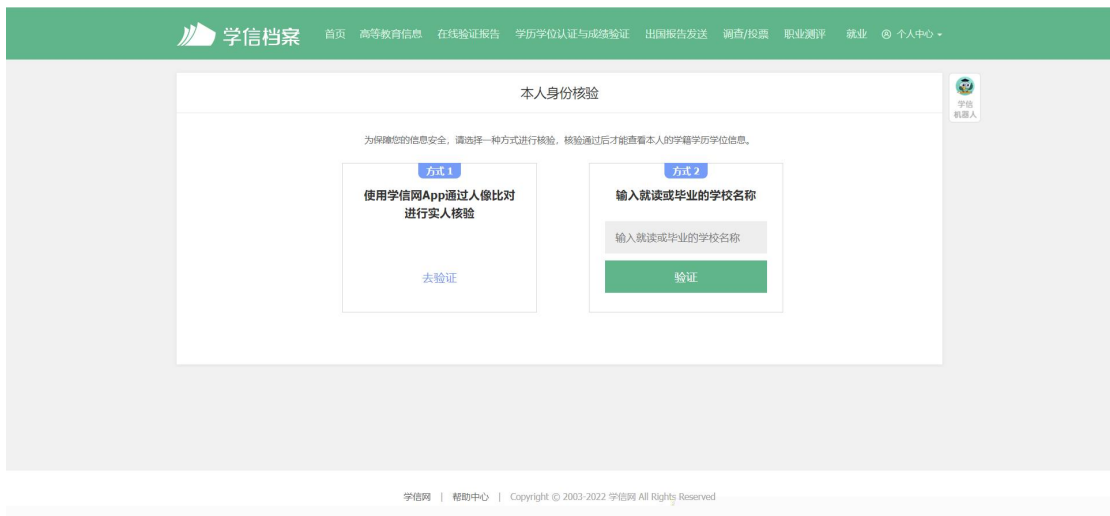 学信档案 首页 高等教育信息 在线验证报告 学历学位认证与成绩验证 出国报告发送 调查/投票 职业测评 就业 个人中心
本人身份核验
学信
机器人
为保障您的信息安全，请选择一种方式进行核验，核验通过后才能查看本人的学籍学历学位信息。
方式 1
使用学信网App通过人像比对
进行实人核验
去验证
方式 2
输入就读或毕业的学校名称
输入就读或毕业的学校名称
验证
学信网 | 帮助中心 | Copyright © 2003-2022 学信网 All Rights Reserved